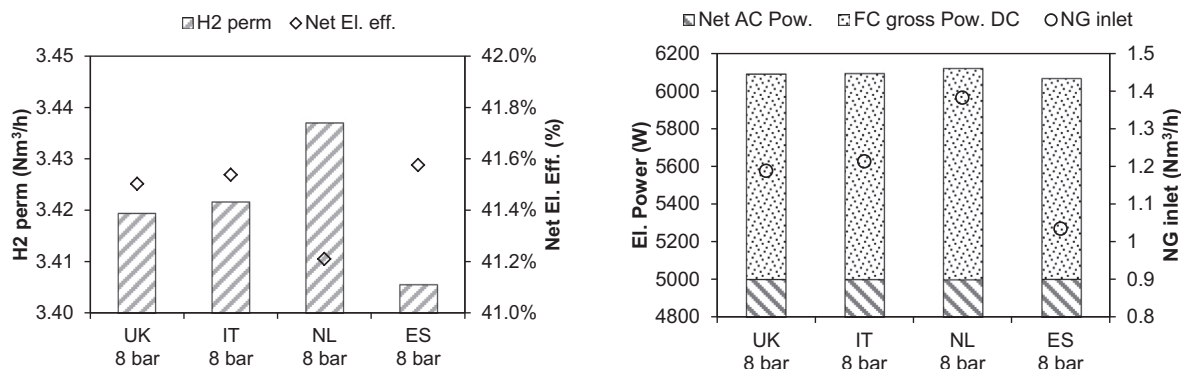 H2 perm Net El. eff.
H2 perm (Nm³/h)
3.45
3.44
3.43
3.42
3.41
3.40
42.0%
41.8%
41.6%
41.4%
41.2%
41.0%
Net El. Eff. (%)
UK IT NL ES
8 bar 8 bar 8 bar 8 bar
Net AC Pow. FC gross Pow. DC NG inlet
El. Power (W)
6200
6000
5800
5600
5400
5200
5000
4800
1.5
1.4
1.3
1.2
1.1
1
0.9
0.8
NG inlet (Nm³/h)
UK IT NL ES
8 bar 8 bar 8 bar 8 bar